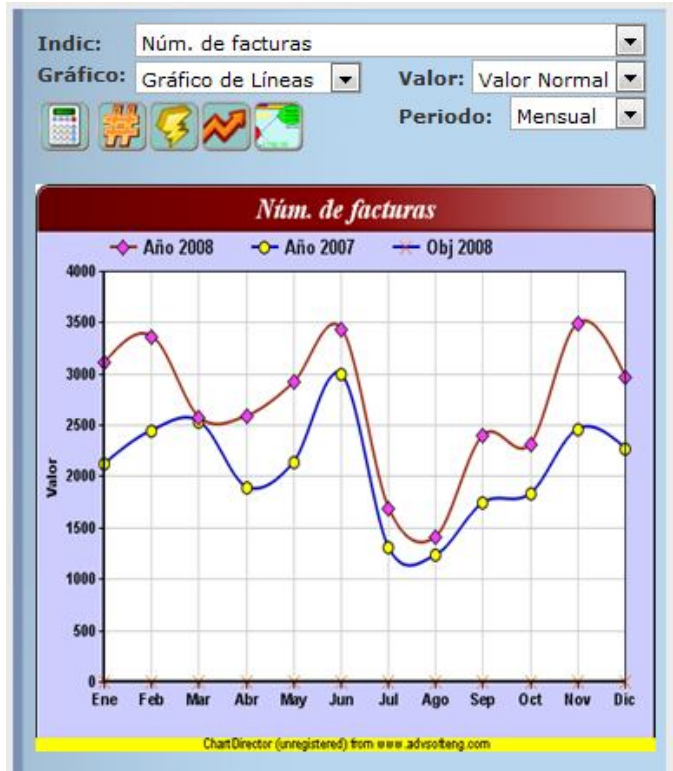 Indic: Núm. de facturas
Gráfico: Gráfico de Líneas Valor: Valor Normal
Periodo: Mensual
Núm. de facturas
Año 2008 Año 2007 Obj 2008
4000
3500
3000
2500
2000
1500
1000
500
0
Valor
Ene Feb Mar Abr May Jun Jul Ago Sep Oct Nov Dic
ChartDirector (unregistered) from www.advsofteng.com